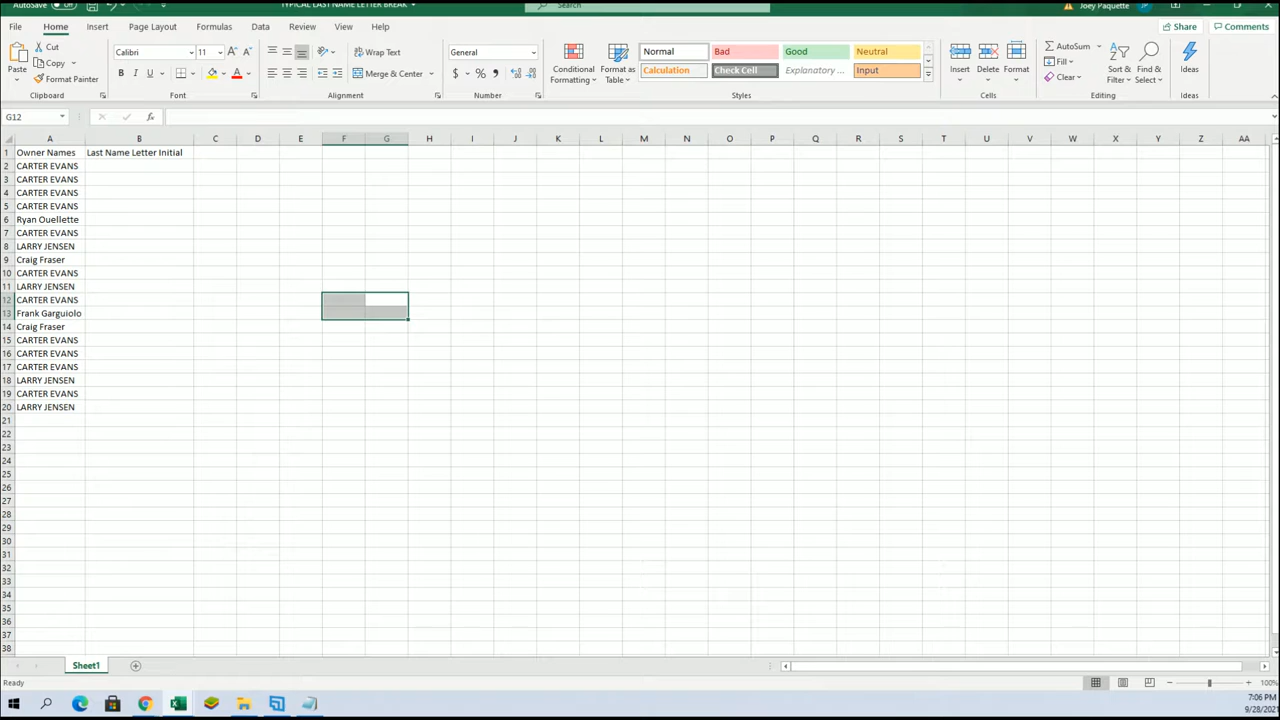 AutoSave Off TYPICAL LAST NAME LETTER BREAK Search Joey Paquette JP
File Home Insert Page Layout Formulas Data Review View Help Share Comments
Paste Cut Copy Format Painter Clipboard
Calibri 11 B I U A Font
Wrap Text Merge & Center Alignment
General $ % , Number
Conditional Formatting Format as Table
Normal Bad Good Neutral
Calculation Check Cell Explanatory ... Input
Styles
Insert Delete Format Cells
AutoSum Fill Clear Sort & Filter Find & Select Editing
Ideas Ideas
G12 fx
A B C D E F G H I J K L M N O P Q R S T U V W X Y Z AA
1 Owner Names Last Name Letter Initial
2 CARTER EVANS
3 CARTER EVANS
4 CARTER EVANS
5 CARTER EVANS
6 Ryan Ouellette
7 CARTER EVANS
8 LARRY JENSEN
9 Craig Fraser
10 CARTER EVANS
11 LARRY JENSEN
12 CARTER EVANS
13 Frank Garguiolo
14 Craig Fraser
15 CARTER EVANS
16 CARTER EVANS
17 CARTER EVANS
18 LARRY JENSEN
19 CARTER EVANS
20 LARRY JENSEN
21
22
23
24
25
26
27
28
29
30
31
32
33
34
35
36
37
38
Sheet1
Ready 100%
7:06 PM
9/28/2021